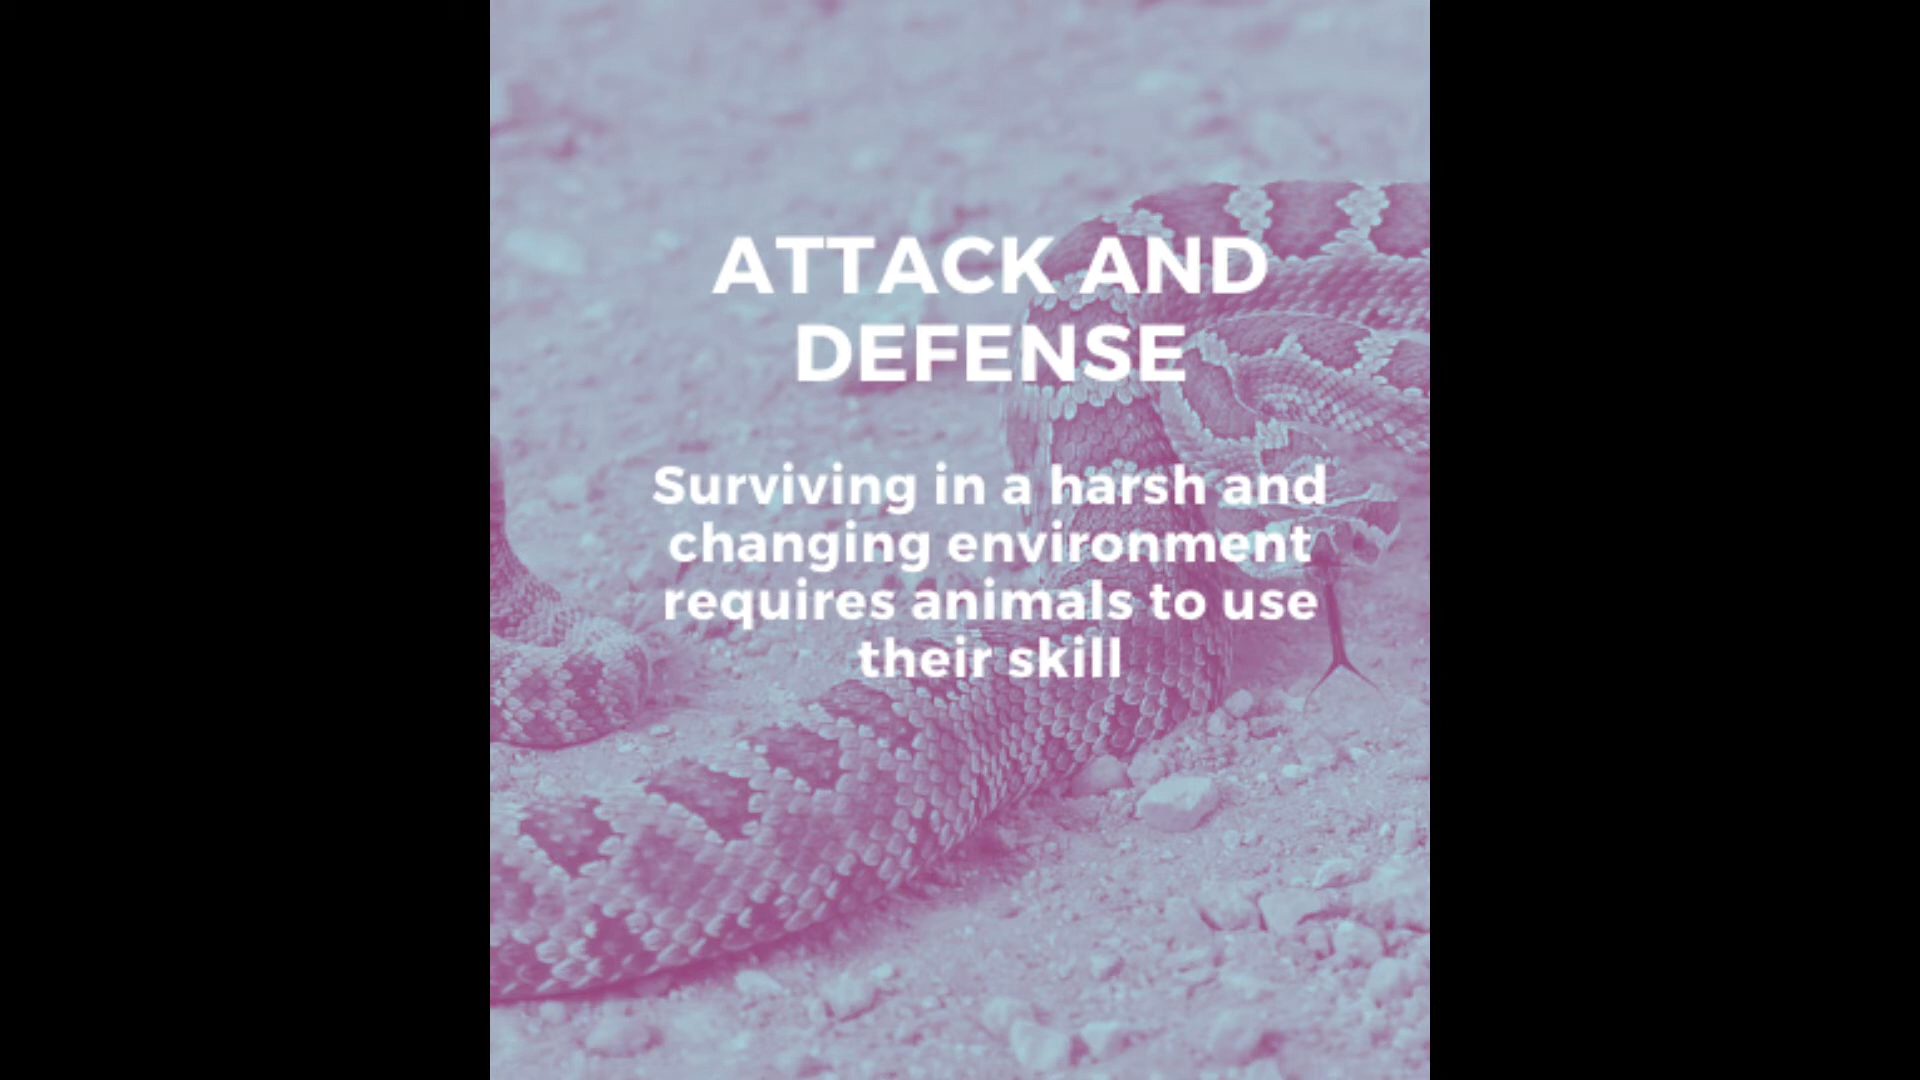 ATTACK AND
DEFENSE
Surviving in a harsh and
changing environment
requires animals to use
their skill